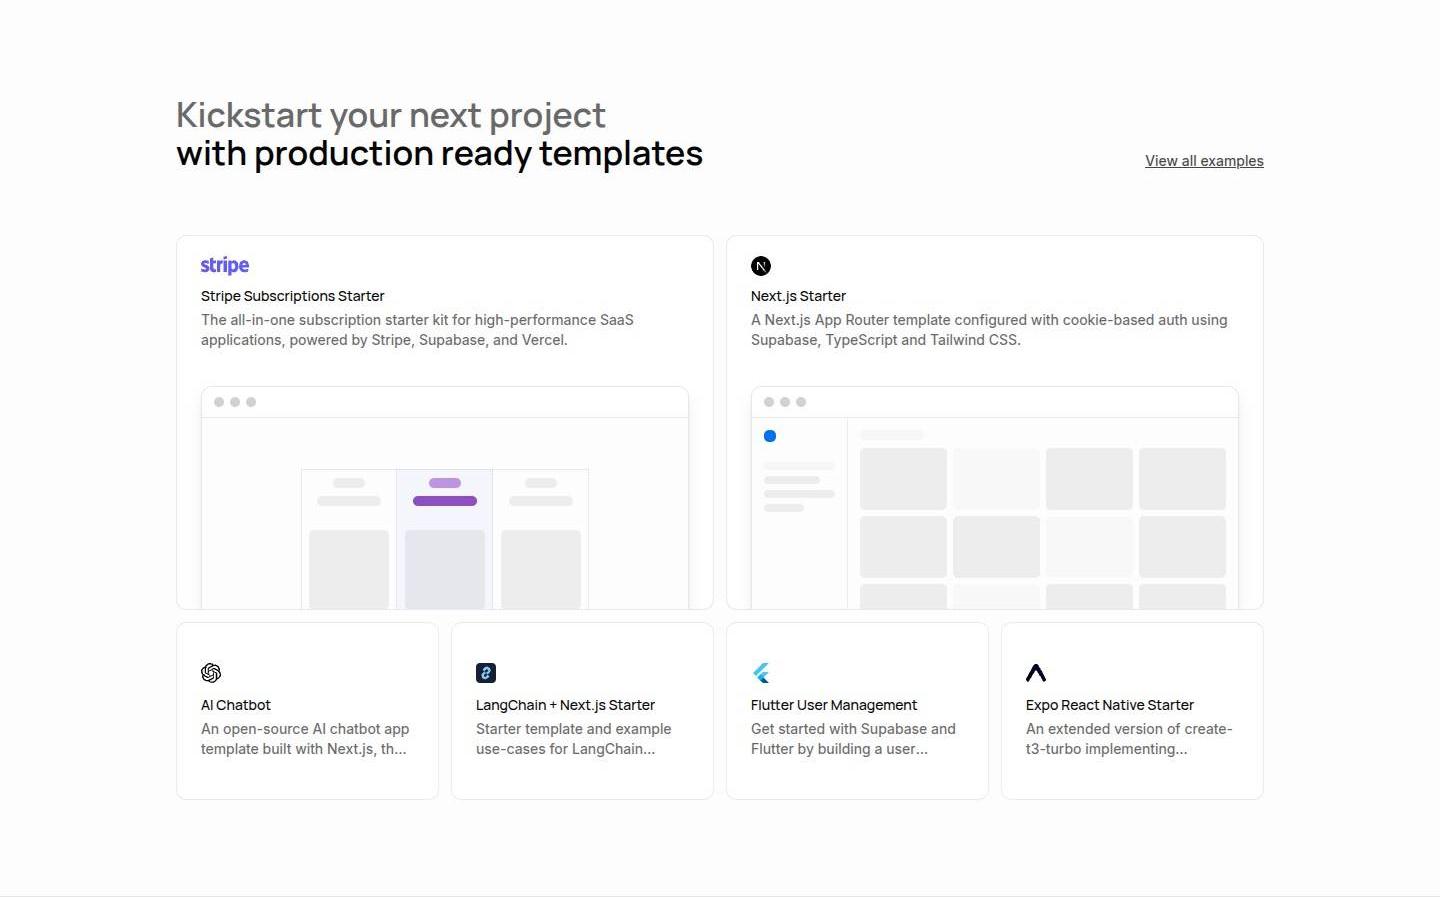 Kickstart your next project
with production ready templates
View all examples
stripe
Stripe Subscriptions Starter
The all-in-one subscription starter kit for high-performance SaaS
applications, powered by Stripe, Supabase, and Vercel.
N
Next.js Starter
A Next.js App Router template configured with cookie-based auth using
Supabase, TypeScript and Tailwind CSS.
AI Chatbot
An open-source AI chatbot app
template built with Next.js, th...
LangChain + Next.js Starter
Starter template and example
use-cases for LangChain...
Flutter User Management
Get started with Supabase and
Flutter by building a user...
Expo React Native Starter
An extended version of create-
t3-turbo implementing...